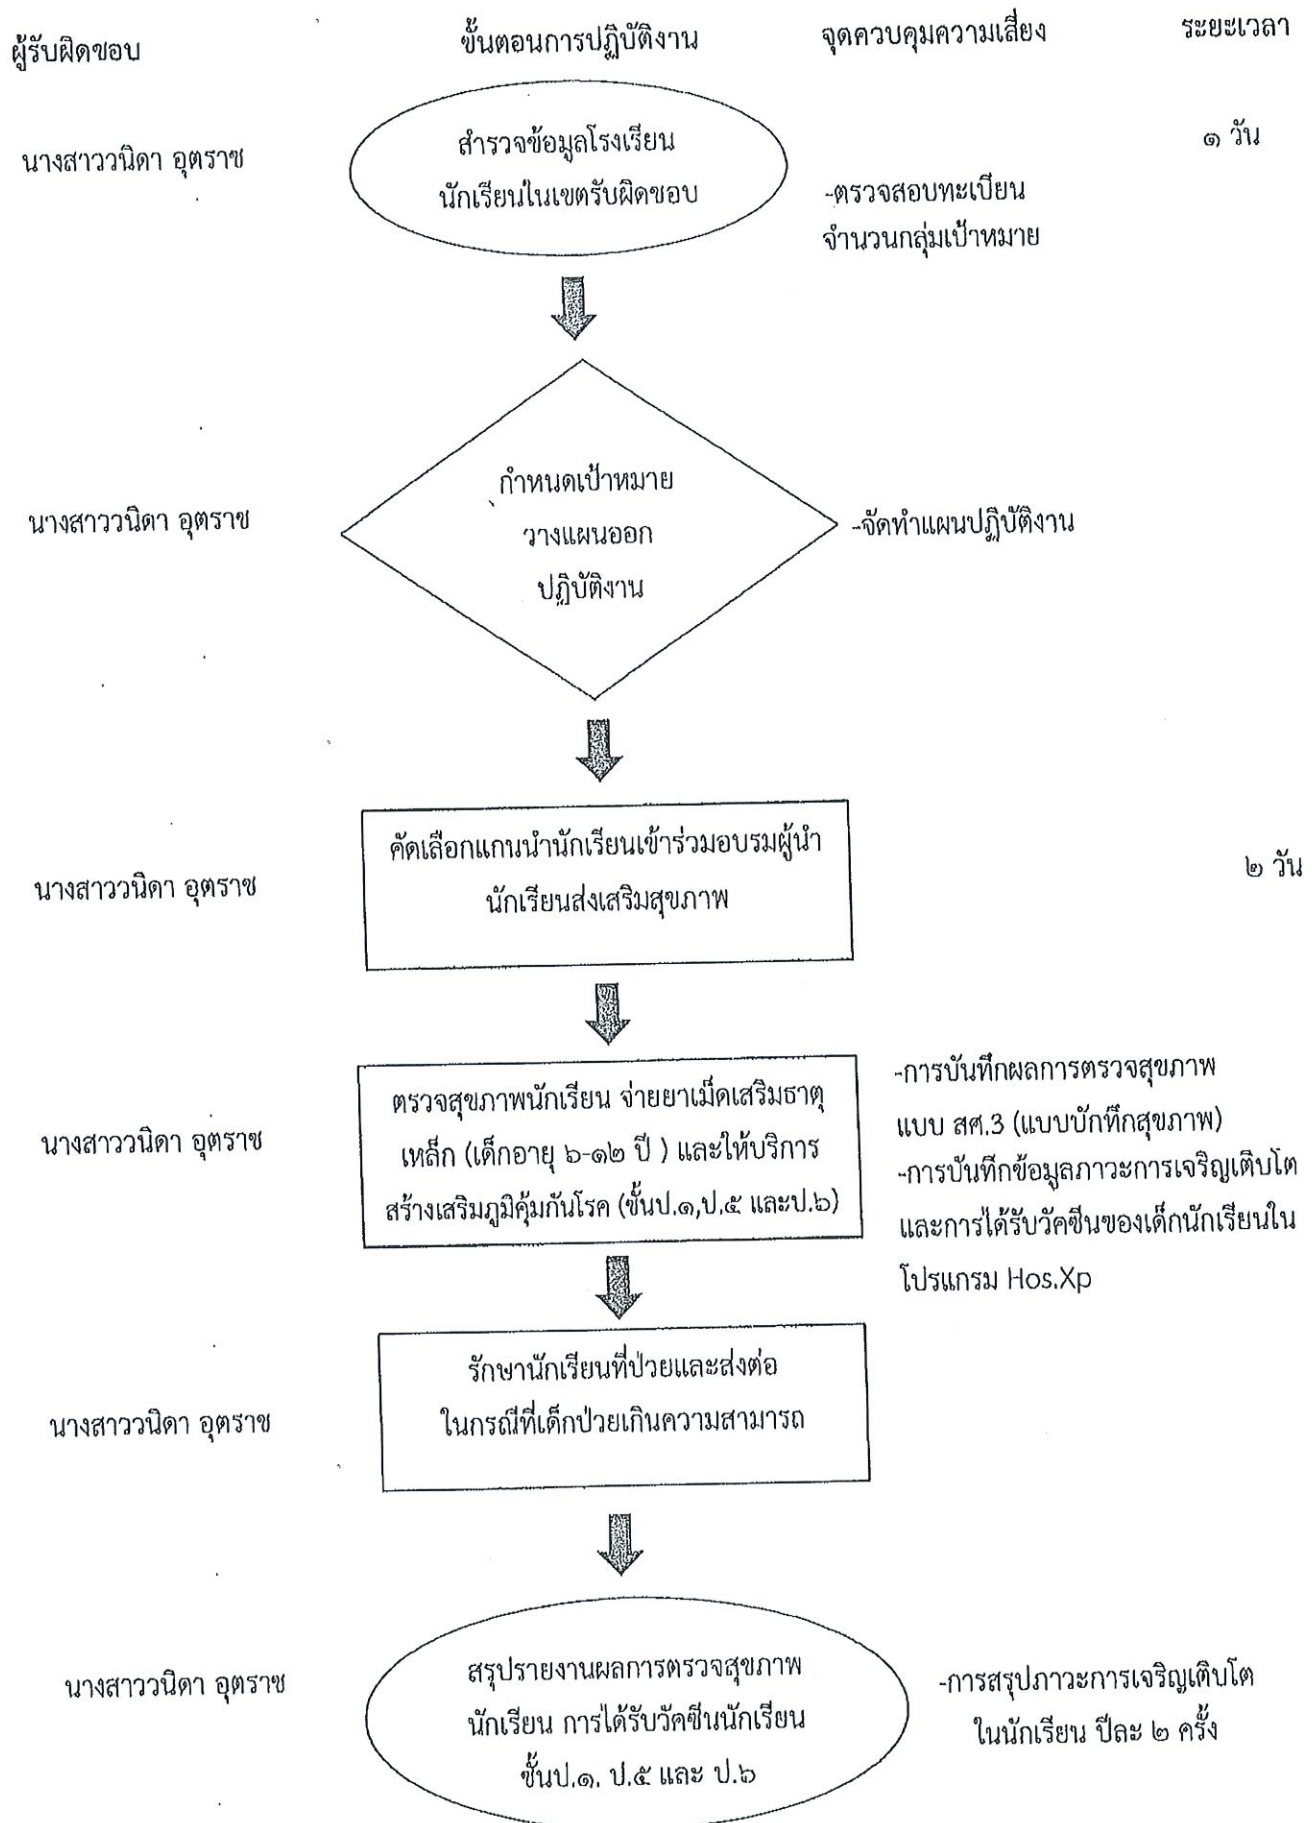 ผู้รับผิดชอบ
ขั้นตอนการปฏิบัติงาน
จุดควบคุมความเสี่ยง
ระยะเวลา
นางสาววนิดา อุตราช
สำรวจข้อมูลโรงเรียน
นักเรียนในเขตรับผิดชอบ
-ตรวจสอบทะเบียน
จำนวนกลุ่มเป้าหมาย
๑ วัน
นางสาววนิดา อุตราช
กำหนดเป้าหมาย
วางแผนออก
ปฏิบัติงาน
-จัดทำแผนปฏิบัติงาน
นางสาววนิดา อุตราช
คัดเลือกแกนนำนักเรียนเข้าร่วมอบรมผู้นำ
นักเรียนส่งเสริมสุขภาพ
๒ วัน
นางสาววนิดา อุตราช
ตรวจสุขภาพนักเรียน จ่ายยาเม็ดเสริมธาตุ
เหล็ก (เด็กอายุ ๖-๑๒ ปี ) และให้บริการ
สร้างเสริมภูมิคุ้มกันโรค (ชั้นป.๑,ป.๕ และป.๖)
-การบันทึกผลการตรวจสุขภาพ
แบบ สศ.3 (แบบบักทึกสุขภาพ)
-การบันทึกข้อมูลภาวะการเจริญเติบโต
และการได้รับวัคซีนของเด็กนักเรียนใน
โปรแกรม Hos.Xp
นางสาววนิดา อุตราช
รักษานักเรียนที่ป่วยและส่งต่อ
ในกรณีที่เด็กป่วยเกินความสามารถ
นางสาววนิดา อุตราช
สรุปรายงานผลการตรวจสุขภาพ
นักเรียน การได้รับวัคซีนนักเรียน
ชั้นป.๑. ป.๕ และ ป.๖
-การสรุปภาวะการเจริญเติบโต
ในนักเรียน ปีละ ๒ ครั้ง